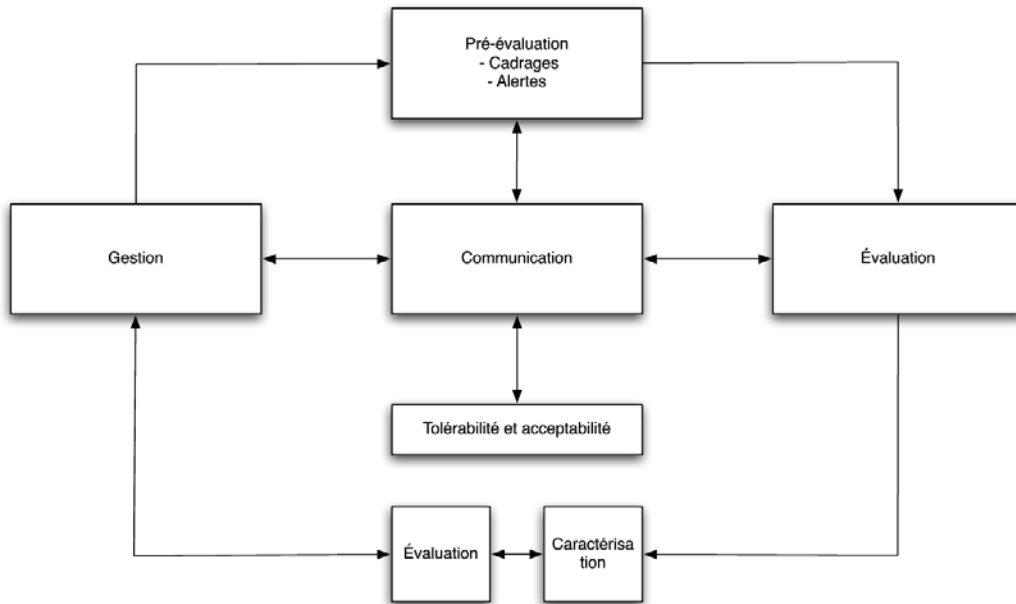 Pré-évaluation
- Cadrages
- Alertes
Gestion
Communication
Évaluation
Tolérabilité et acceptabilité
Évaluation
Caractérisa
tion